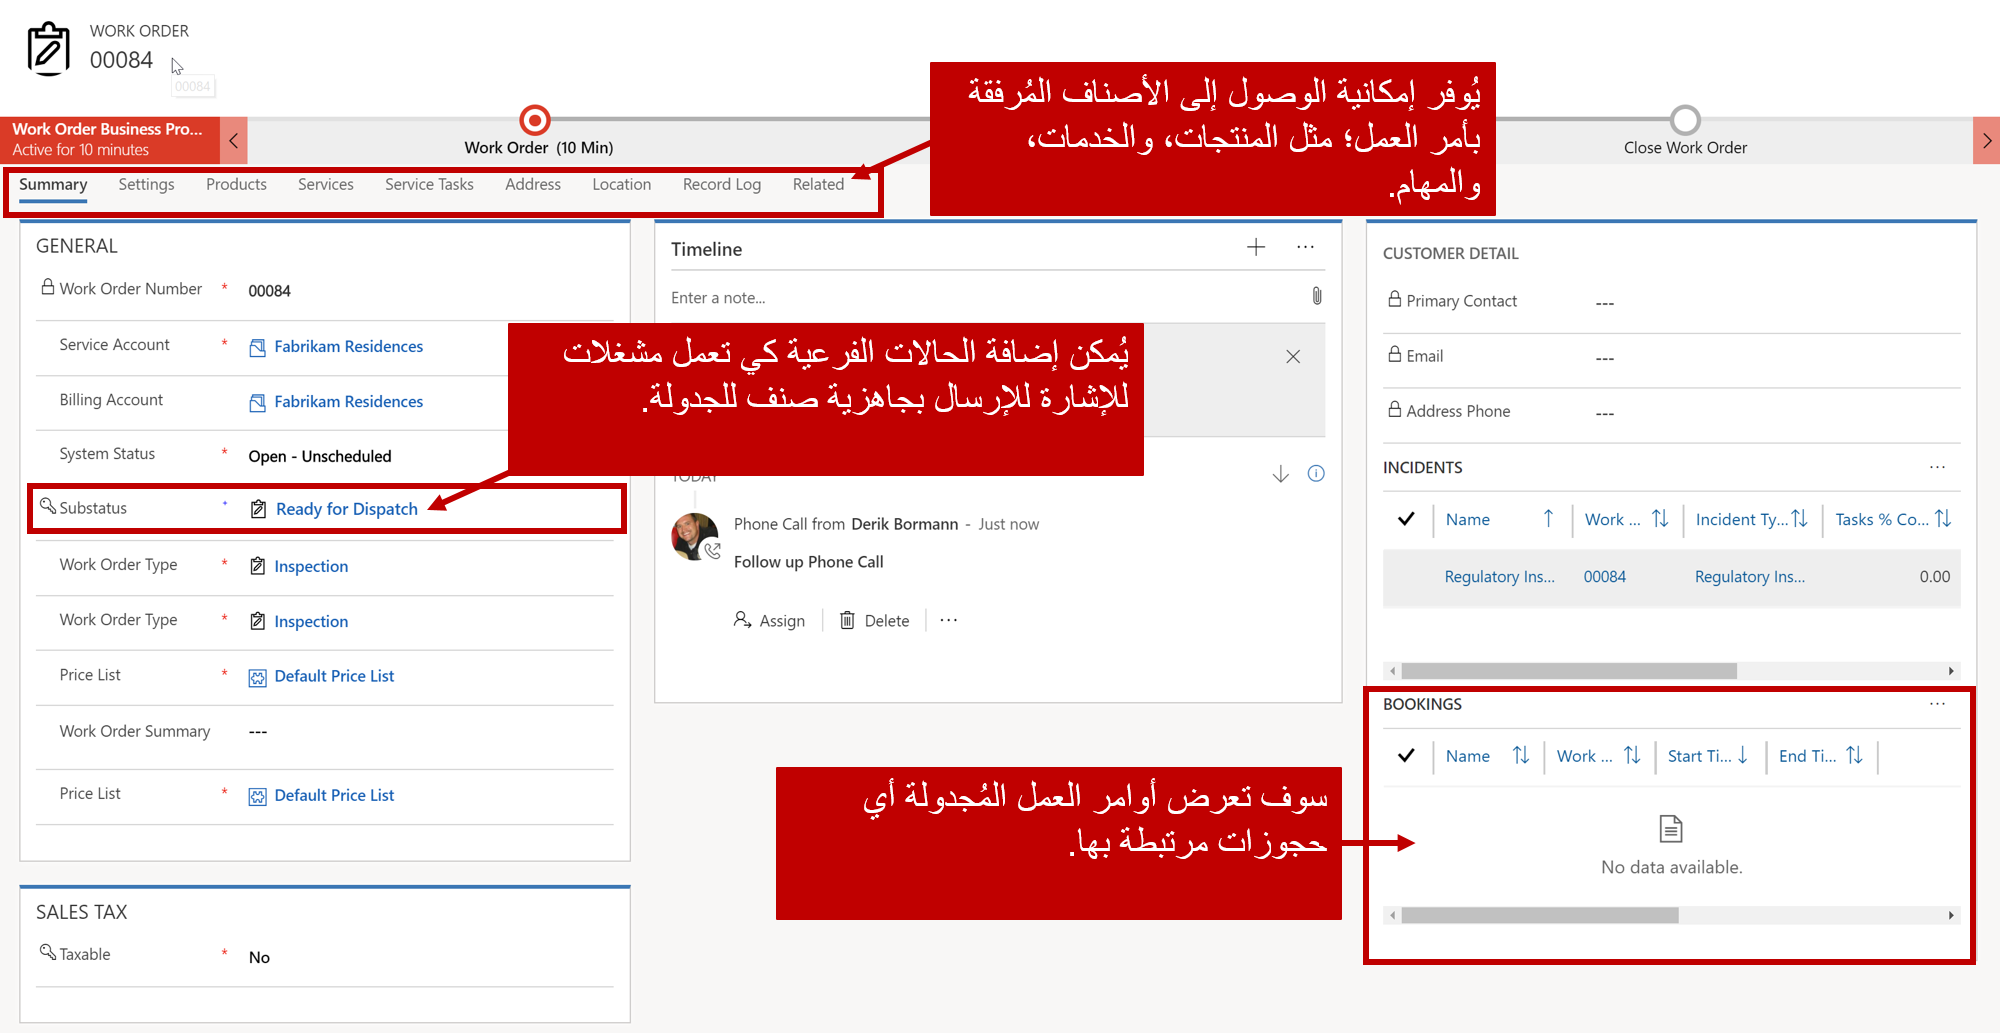 WORK ORDER
00084
00084
Work Order Business Pro...
Active for 10 minutes
Work Order (10 Min)
Close Work Order
يُوفر إمكانية الوصول إلى الأصناف المُرفقة
بأمر العمل؛ مثل المنتجات، والخدمات،
والمهام.
Summary Settings Products Services Service Tasks Address Location Record Log Related
GENERAL
Work Order Number * 00084
Service Account * Fabrikam Residences
Billing Account Fabrikam Residences
System Status * Open - Unscheduled
Substatus * Ready for Dispatch
Work Order Type * Inspection
Work Order Type * Inspection
Price List * Default Price List
Work Order Summary ---
Price List * Default Price List
SALES TAX
Taxable * No
Timeline
Enter a note...
يُمكن إضافة الحالات الفرعية كي تعمل مشغلات
للإشارة للإرسال بجاهزية صنف للجدولة.
TODAY
Phone Call from Derik Bormann - Just now
Follow up Phone Call
Assign Delete ...
سوف تعرض أوامر العمل المُجدولة أي
حجوزات مرتبطة بها.
CUSTOMER DETAIL
Primary Contact ---
Email ---
Address Phone ---
INCIDENTS ...
Name Work ... Incident Ty... Tasks % Co...
Regulatory Ins... 00084 Regulatory Ins... 0.00
BOOKINGS ...
Name Work ... Start Ti... End Ti...
No data available.